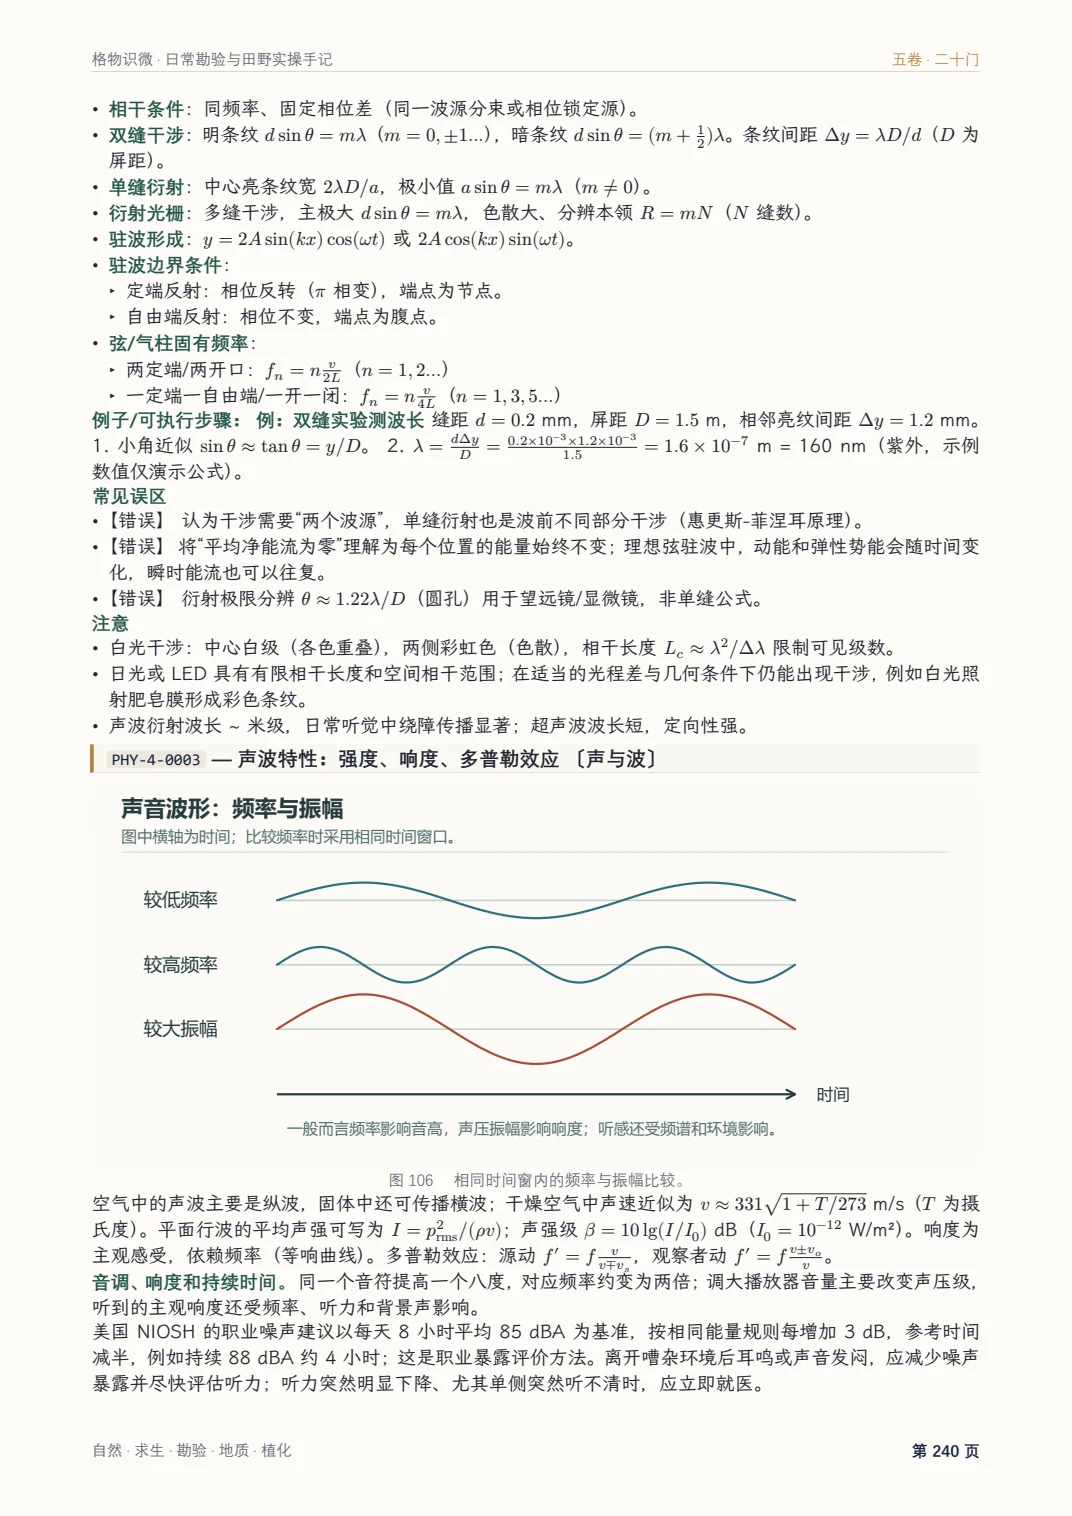 格物识微 · 日常勘验与田野实操手记
五卷 · 二十门
• 相干条件：同频率、固定相位差（同一波源分束或相位锁定源）。
• 双缝干涉：明条纹 d sin θ = mλ（m = 0, ±1...），暗条纹 d sin θ = (m + 1/2)λ。条纹间距 Δy = λD/d（D 为
屏距）。
• 单缝衍射：中心亮条纹宽 2λD/a，极小值 a sin θ = mλ（m ≠ 0）。
• 衍射光栅：多缝干涉，主极大 d sin θ = mλ，色散大、分辨本领 R = mN（N 缝数）。
• 驻波形成：y = 2A sin(kx) cos(ωt) 或 2A cos(kx) sin(ωt)。
• 驻波边界条件：
‣ 定端反射：相位反转（π 相变），端点为节点。
‣ 自由端反射：相位不变，端点为腹点。
• 弦/气柱固有频率：
‣ 两定端/两开口：fₙ = n v/2L（n = 1, 2...）
‣ 一定端一自由端/一开一闭：fₙ = n v/4L（n = 1, 3, 5...）
例子/可执行步骤： 例：双缝实验测波长 缝距 d = 0.2 mm，屏距 D = 1.5 m，相邻亮纹间距 Δy = 1.2 mm。
1. 小角近似 sin θ ≈ tan θ = y/D。 2. λ = dΔy/D = 0.2×10⁻³×1.2×10⁻³/1.5 = 1.6 × 10⁻⁷ m = 160 nm（紫外，示例
数值仅演示公式）。
常见误区
• 【错误】 认为干涉需要“两个波源”，单缝衍射也是波前不同部分干涉（惠更斯-菲涅耳原理）。
• 【错误】 将“平均净能流为零”理解为每个位置的能量始终不变；理想弦驻波中，动能和弹性势能会随时间变
化，瞬时能流也可以往复。
• 【错误】 衍射极限分辨 θ ≈ 1.22λ/D（圆孔）用于望远镜/显微镜，非单缝公式。
注意
• 白光干涉：中心白级（各色重叠），两侧彩虹色（色散），相干长度 L_c ≈ λ²/Δλ 限制可见级数。
• 日光或 LED 具有有限相干长度和空间相干范围；在适当的光程差与几何条件下仍能出现干涉，例如白光照
射肥皂膜形成彩色条纹。
• 声波衍射波长 ~ 米级，日常听觉中绕障传播显著；超声波波长短，定向性强。
PHY-4-0003 — 声波特性：强度、响度、多普勒效应 〔声与波〕
声音波形：频率与振幅
图中横轴为时间；比较频率时采用相同时间窗口。
较低频率
较高频率
较大振幅
时间
一般而言频率影响音高，声压振幅影响响度；听感还受频谱和环境影响。
图 106 相同时间窗内的频率与振幅比较。
空气中的声波主要是纵波，固体中还可传播横波；干燥空气中声速近似为 v ≈ 331√(1 + T/273) m/s（T 为摄
氏度）。平面行波的平均声强可写为 I = p²_rms/(ρv)；声强级 β = 10 lg(I/I₀) dB（I₀ = 10⁻¹² W/m²）。响度为
主观感受，依赖频率（等响曲线）。多普勒效应：源动 f′ = f v/(v∓v_s)，观察者动 f′ = f (v±v_o)/v。
音调、响度和持续时间。同一个音符提高一个八度，对应频率约变为两倍；调大播放器音量主要改变声压级，
听到的主观响度还受频率、听力和背景声影响。
美国 NIOSH 的职业噪声建议以每天 8 小时平均 85 dBA 为基准，按相同能量规则每增加 3 dB，参考时间
减半，例如持续 88 dBA 约 4 小时；这是职业暴露评价方法。离开嘈杂环境后耳鸣或声音发闷，应减少噪声
暴露并尽快评估听力；听力突然明显下降、尤其单侧突然听不清时，应立即就医。
自然 · 求生 · 勘验 · 地质 · 植化
第 240 页